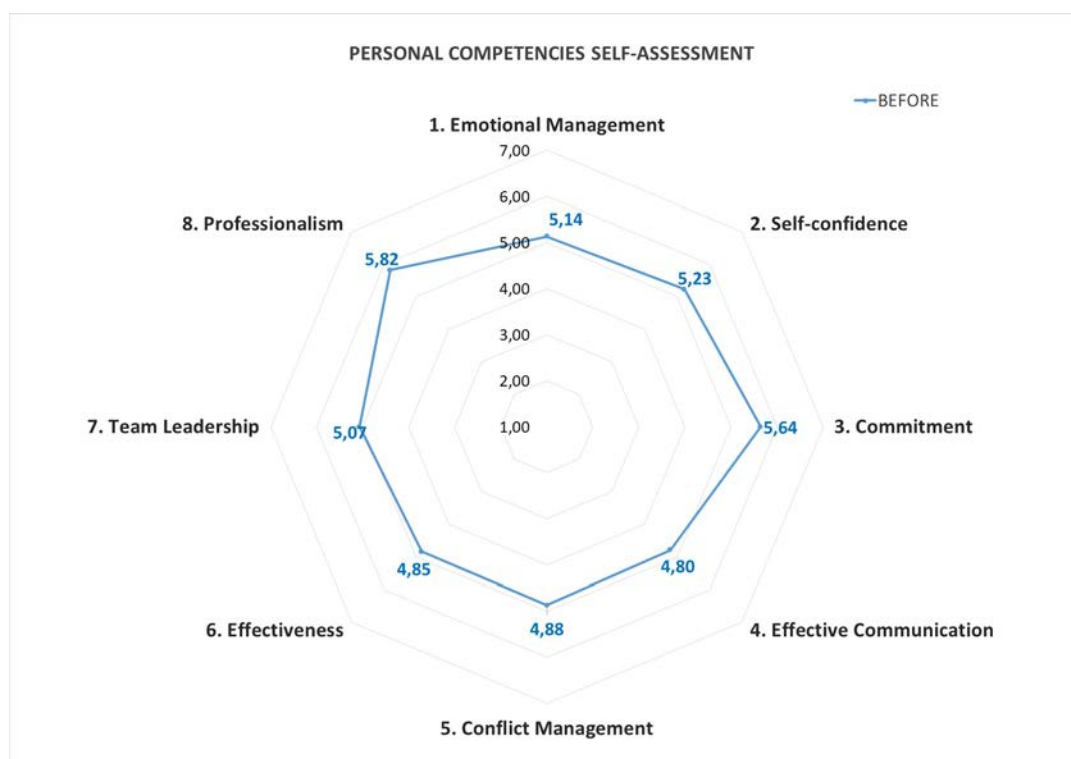 PERSONAL COMPETENCIES SELF-ASSESSMENT
BEFORE
1. Emotional Management
7,00
6,00
5,00
4,00
3,00
2,00
1,00
5,14
2. Self-confidence
5,23
3. Commitment
5,64
4. Effective Communication
4,80
5. Conflict Management
4,88
6. Effectiveness
4,85
7. Team Leadership
5,07
8. Professionalism
5,82